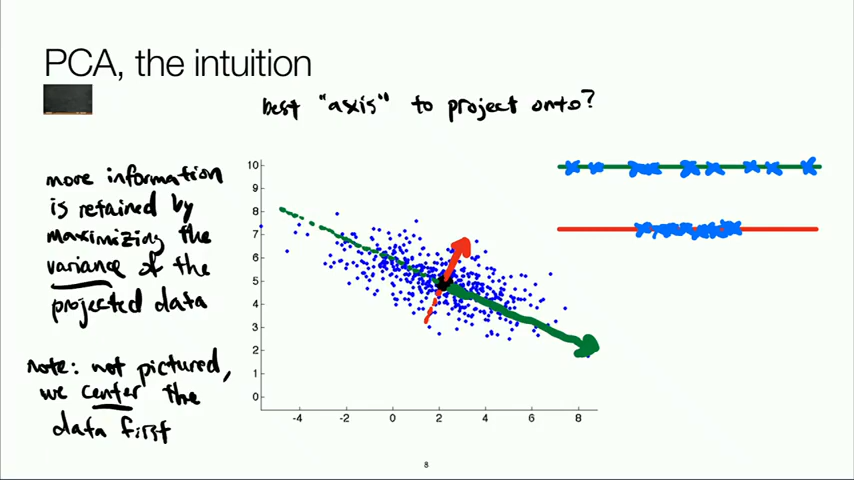 PCA, the intuition
best "axis" to project onto?
more information
is retained by
maximizing the
variance of the
projected data
note: not pictured,
we center the
data first
10
9
8
7
6
5
4
3
2
1
0
-4 -2 0 2 4 6 8
8